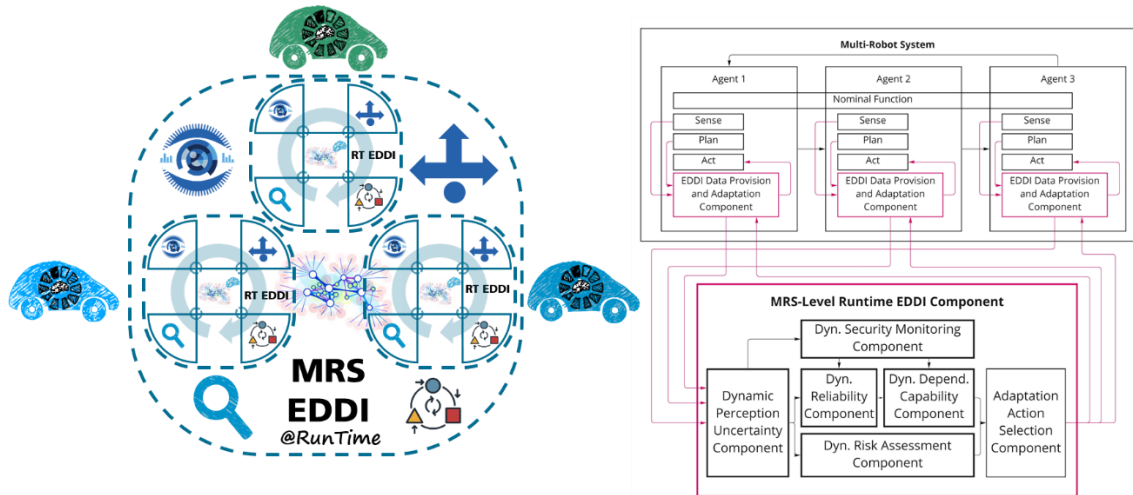 RT EDDI
RT EDDI
RT EDDI
MRS
EDDI
@RunTime
Multi-Robot System
Agent 1
Agent 2
Agent 3
Nominal Function
Sense
Plan
Act
EDDI Data Provision
and Adaptation
Component
Sense
Plan
Act
EDDI Data Provision
and Adaptation
Component
Sense
Plan
Act
EDDI Data Provision
and Adaptation
Component
MRS-Level Runtime EDDI Component
Dyn. Security Monitoring
Component
Dynamic
Perception
Uncertainty
Component
Dyn.
Reliability
Component
Dyn. Depend.
Capability
Component
Dyn. Risk Assessment
Component
Adaptation
Action
Selection
Component